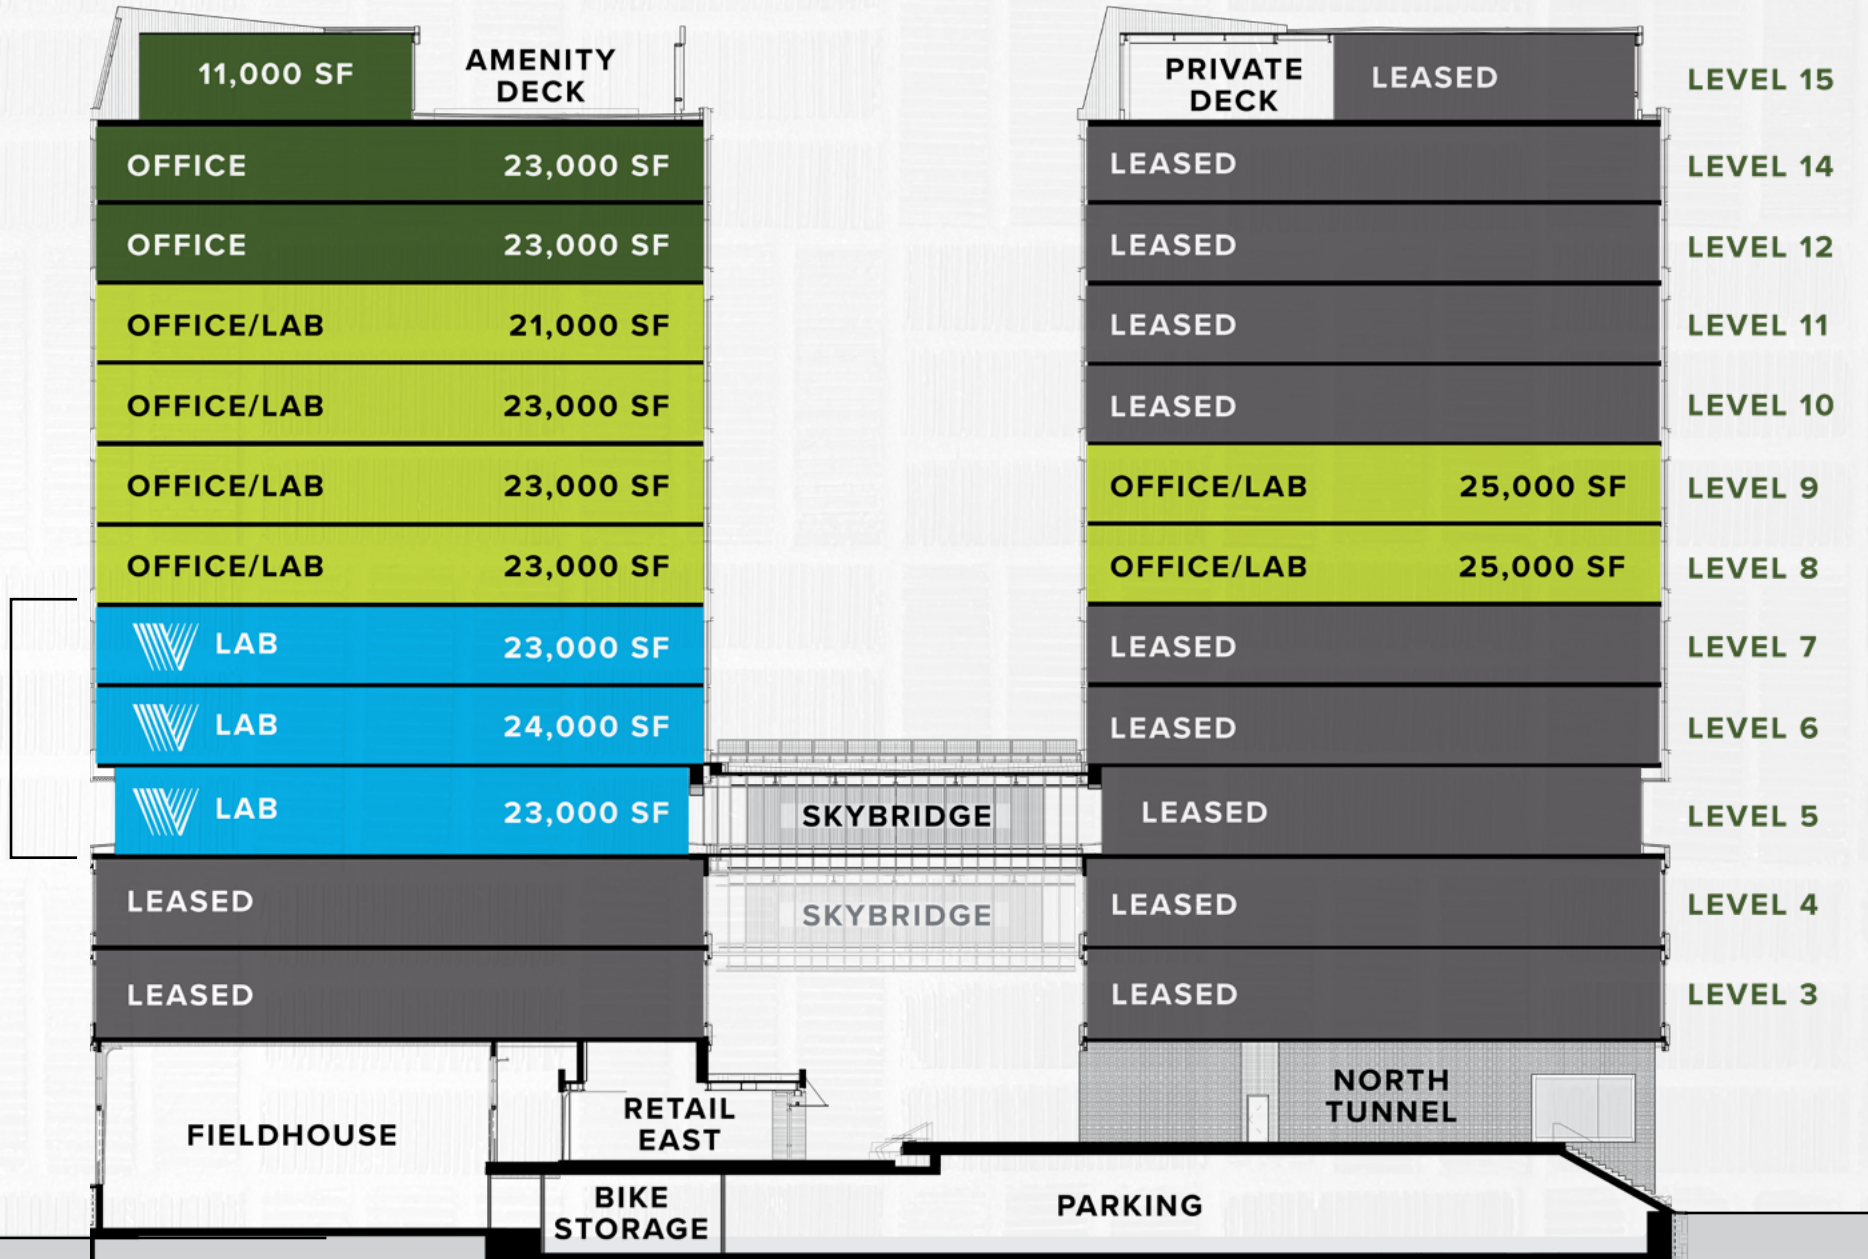 11,000 SF
AMENITY
DECK
PRIVATE
DECK
LEASED
LEVEL 15
OFFICE 23,000 SF
LEASED
LEVEL 14
OFFICE 23,000 SF
LEASED
LEVEL 12
OFFICE/LAB 21,000 SF
LEASED
LEVEL 11
OFFICE/LAB 23,000 SF
LEASED
LEVEL 10
OFFICE/LAB 23,000 SF
OFFICE/LAB 25,000 SF
LEVEL 9
OFFICE/LAB 23,000 SF
OFFICE/LAB 25,000 SF
LEVEL 8
LAB 23,000 SF
LEASED
LEVEL 7
LAB 24,000 SF
LEASED
LEVEL 6
LAB 23,000 SF
SKYBRIDGE
LEASED
LEVEL 5
LEASED
SKYBRIDGE
LEASED
LEVEL 4
LEASED
LEASED
LEVEL 3
FIELDHOUSE
RETAIL
EAST
NORTH
TUNNEL
BIKE
STORAGE
PARKING